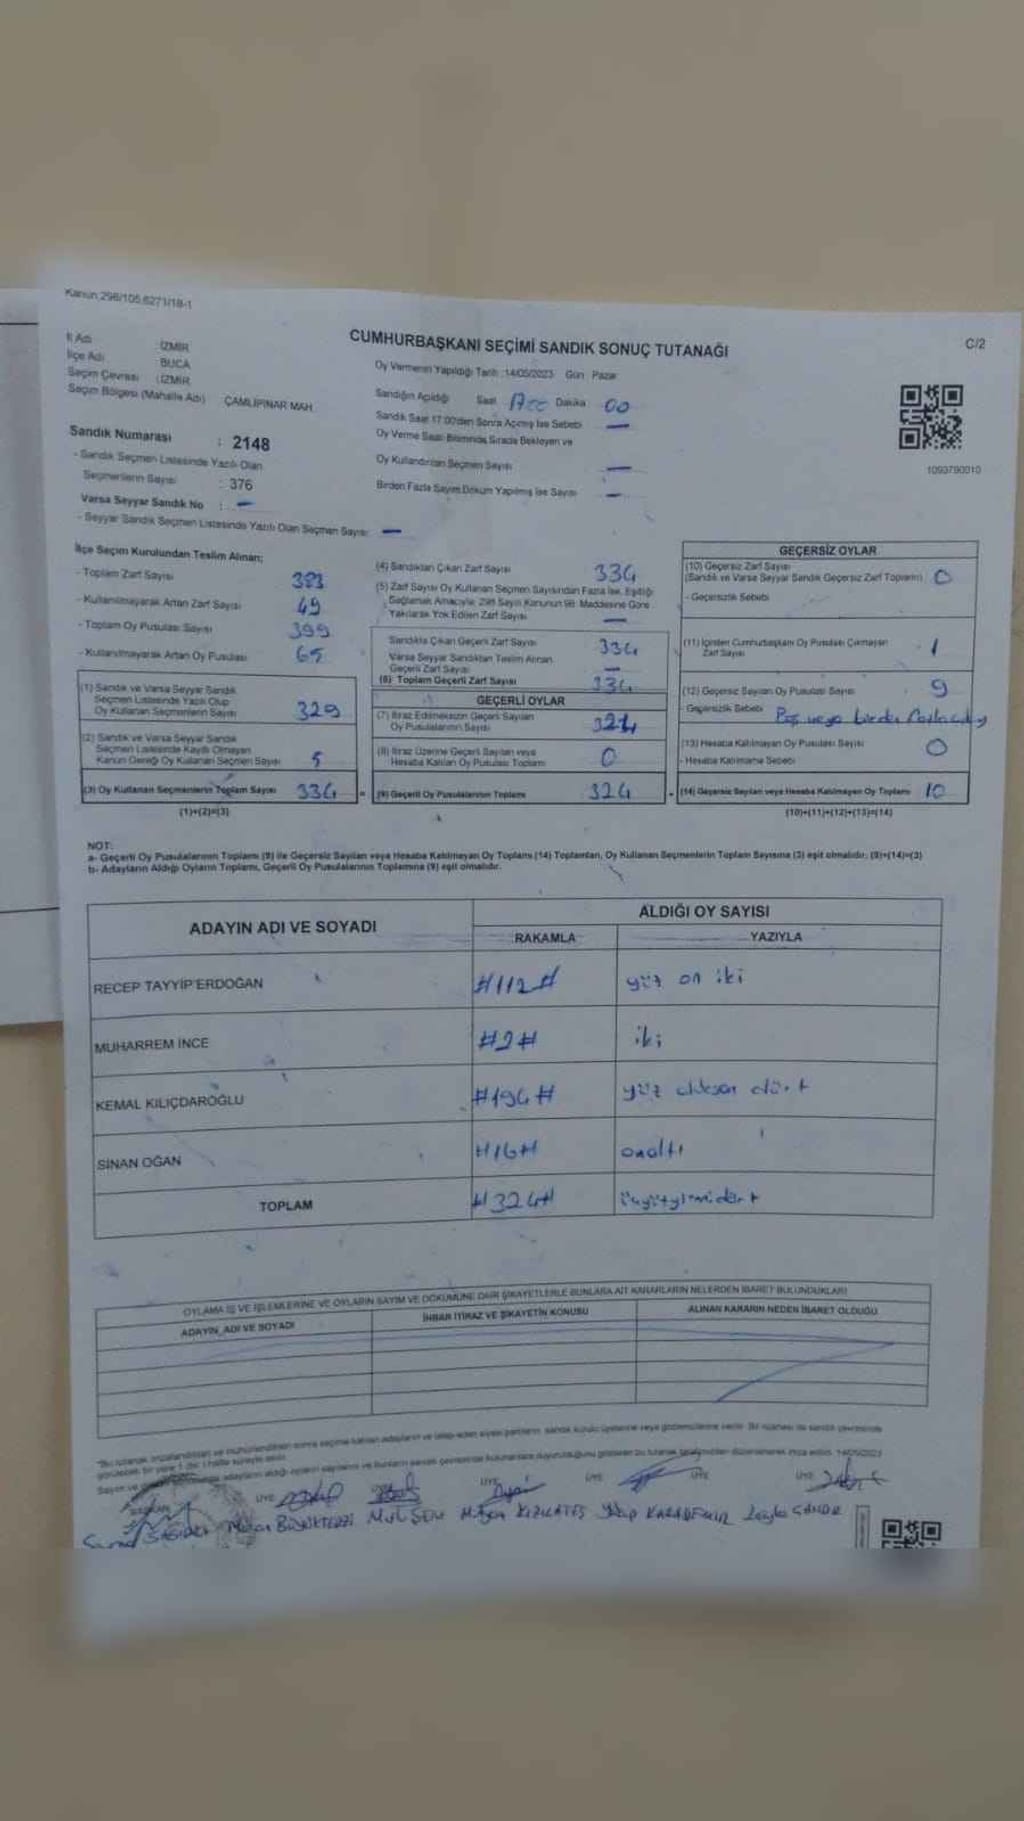 Kanun:298/105,6271/18-1
C/2
CUMHURBAŞKANI SEÇİMİ SANDIK SONUÇ TUTANAĞI
İl Adı : İZMİR
İlçe Adı : BUCA
Seçim Çevresi : İZMİR
Seçim Bölgesi (Mahalle Adı) ÇAMLIPINAR MAH.
Sandık Numarası : 2148
- Sandık Seçmen Listesinde Yazılı Olan
Seçmenlerin Sayısı : 376
Varsa Seyyar Sandık No : -
- Seyyar Sandık Seçmen Listesinde Yazılı Olan Seçmen Sayısı: -
Oy Vermenin Yapıldığı Tarih :14/05/2023 Gün Pazar
Sandığın Açıldığı Saat Dakika 00
Sandık Saat 17:00'den Sonra Açılmış İse Sebebi -
Oy Verme Saati Bitiminde Sırada Bekleyen ve
Oy Kullandırılan Seçmen Sayısı -
Birden Fazla Sayım Döküm Yapılmış İse Sayısı -
1093790010
İlçe Seçim Kurulundan Teslim Alınan;
- Toplam Zarf Sayısı 383
- Kullanılmayarak Artan Zarf Sayısı 49
- Toplam Oy Pusulası Sayısı 399
- Kullanılmayarak Artan Oy Pusulası 65
(1) Sandık ve Varsa Seyyar Sandık
Seçmen Listesinde Yazılı Olup
Oy Kullanan Seçmenlerin Sayısı 329
(2) Sandık ve Varsa Seyyar Sandık
Seçmen Listesinde Kayıtlı Olmayan
Kanun Gereği Oy Kullanan Seçmen Sayısı 5
(3) Oy Kullanan Seçmenlerin Toplam Sayısı 334
(1)+(2)=(3)
(4) Sandıktan Çıkan Zarf Sayısı 334
(5) Zarf Sayısı Oy Kullanan Seçmen Sayısından Fazla İse, Eşitliği
Sağlamak Amacıyla 298 Sayılı Kanunun 98. Maddesine Göre
Yakılarak Yok Edilen Zarf Sayısı -
Sandıkta Çıkan Geçerli Zarf Sayısı 334
Varsa Seyyar Sandıktan Teslim Alınan
Geçerli Zarf Sayısı -
(6) Toplam Geçerli Zarf Sayısı 334
GEÇERLİ OYLAR
(7) İtiraz Edilmeksizin Geçerli Sayılan
Oy Pusulalarının Sayısı 324
(8) İtiraz Üzerine Geçerli Sayılan veya
Hesaba Katılan Oy Pusulası Toplamı 0
= (9) Geçerli Oy Pusulalarının Toplamı 324
GEÇERSİZ OYLAR
(10) Geçersiz Zarf Sayısı
(Sandık ve Varsa Seyyar Sandık Geçersiz Zarf Toplamı) 0
- Geçersizlik Sebebi
(11) İçinden Cumhurbaşkanı Oy Pusulası Çıkmayan
Zarf Sayısı 1
(12) Geçersiz Sayılan Oy Pusulası Sayısı 9
- Geçersizlik Sebebi Boş veya birden fazla
(13) Hesaba Katılmayan Oy Pusulası Sayısı 0
- Hesaba Katılmama Sebebi
+ (14) Geçersiz Sayılan veya Hesaba Katılmayan Oy Toplamı 10
(10)+(11)+(12)+(13)=(14)
NOT:
a- Geçerli Oy Pusulalarının Toplamı (9) ile Geçersiz Sayılan veya Hesaba Katılmayan Oy Toplamı (14) Toplamları, Oy Kullanan Seçmenlerin Toplam Sayısına (3) eşit olmalıdır. (9)+(14)=(3)
b- Adayların Aldığı Oyların Toplamı, Geçerli Oy Pusulalarının Toplamına (9) eşit olmalıdır.
ADAYIN ADI VE SOYADI
ALDIĞI OY SAYISI
RAKAMLA YAZIYLA
RECEP TAYYİP ERDOĞAN #112# yüz on iki
MUHARREM İNCE #2# iki
KEMAL KILIÇDAROĞLU #194# yüz doksan dört
SİNAN OĞAN #16# onaltı
TOPLAM #324# üçyüzyirmidört
OYLAMA İŞ VE İŞLEMLERİNE VE OYLARIN SAYIM VE DÖKÜMÜNE DAİR ŞİKAYETLERLE BUNLARA AİT KARARLARIN NELERDEN İBARET BULUNDUKLARI
ADAYIN ADI VE SOYADI
İHBAR İTİRAZ VE ŞİKAYETİN KONUSU
ALINAN KARARIN NEDEN İBARET OLDUĞU
14/05/2023
BAŞKAN ÜYE ÜYE ÜYE ÜYE ÜYE
KIZILATEŞ KARADEMİR